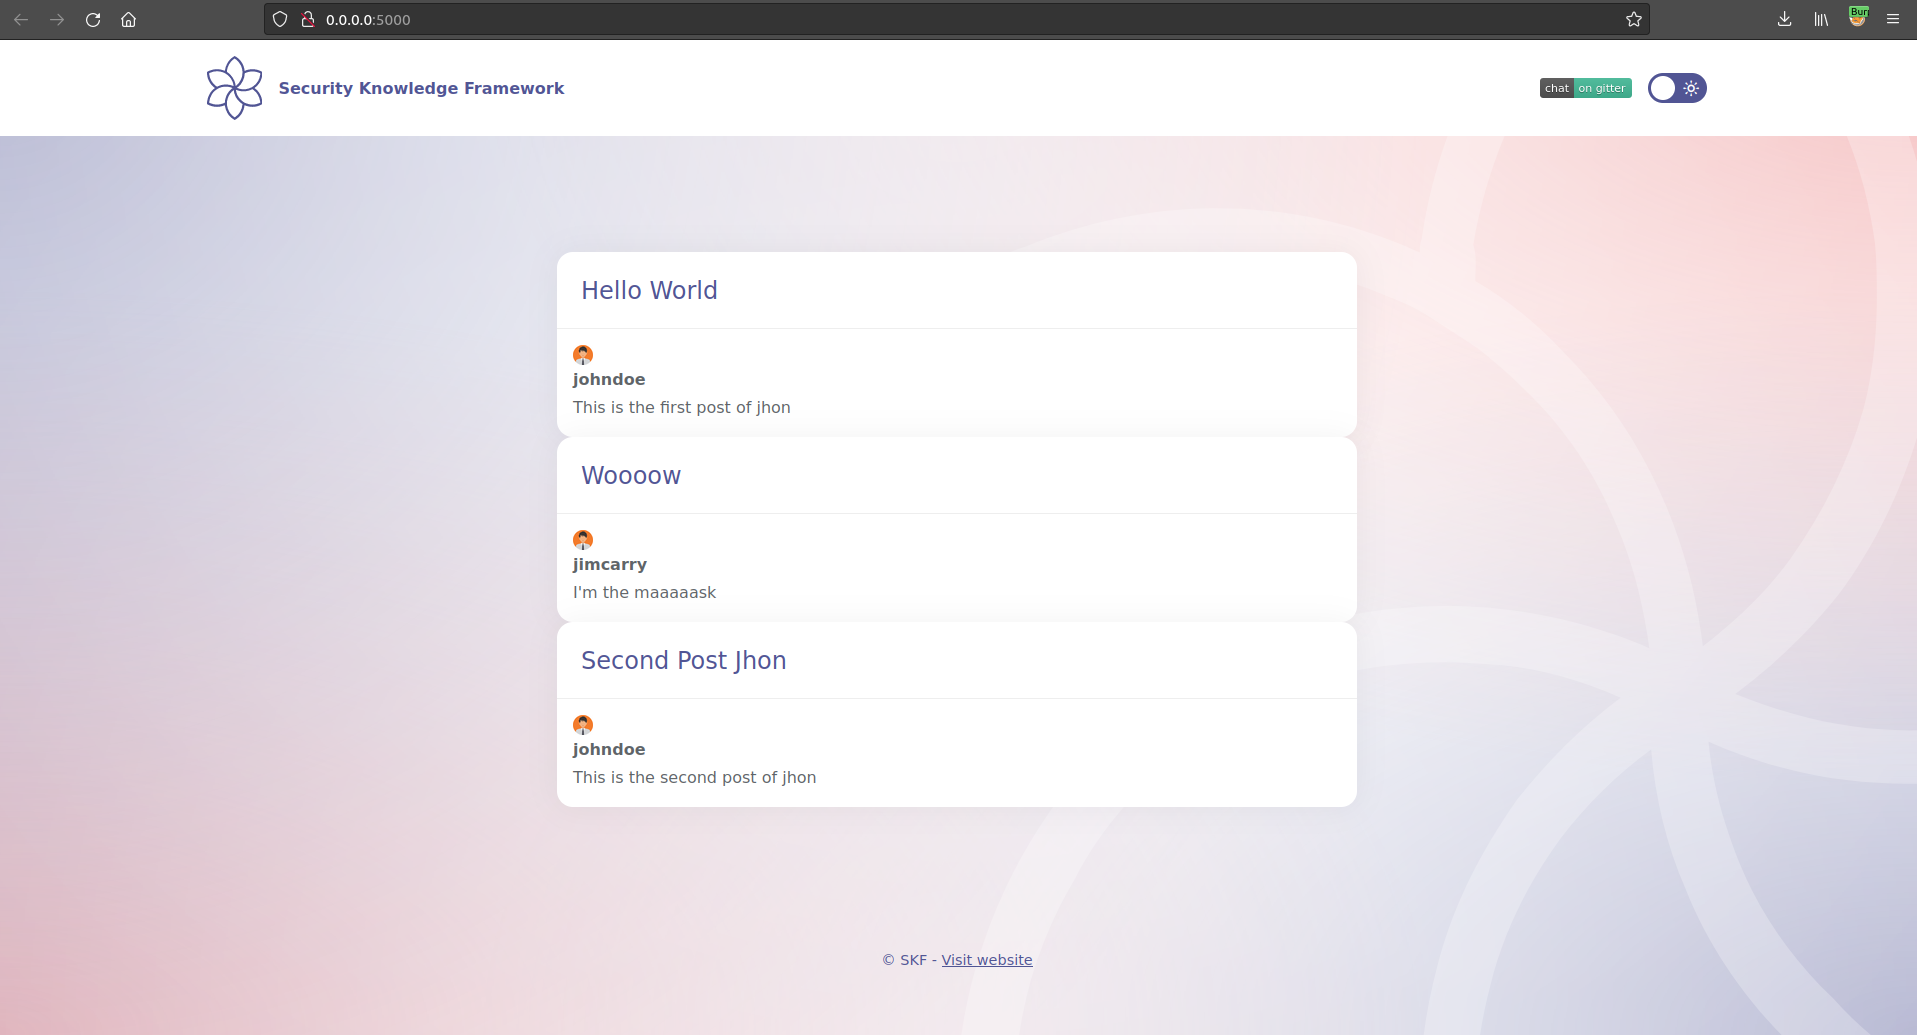 0.0.0.0:5000
Security Knowledge Framework
chat on gitter
Hello World
johndoe
This is the first post of jhon
Woooow
jimcarry
I'm the maaaaask
Second Post Jhon
johndoe
This is the second post of jhon
© SKF - Visit website